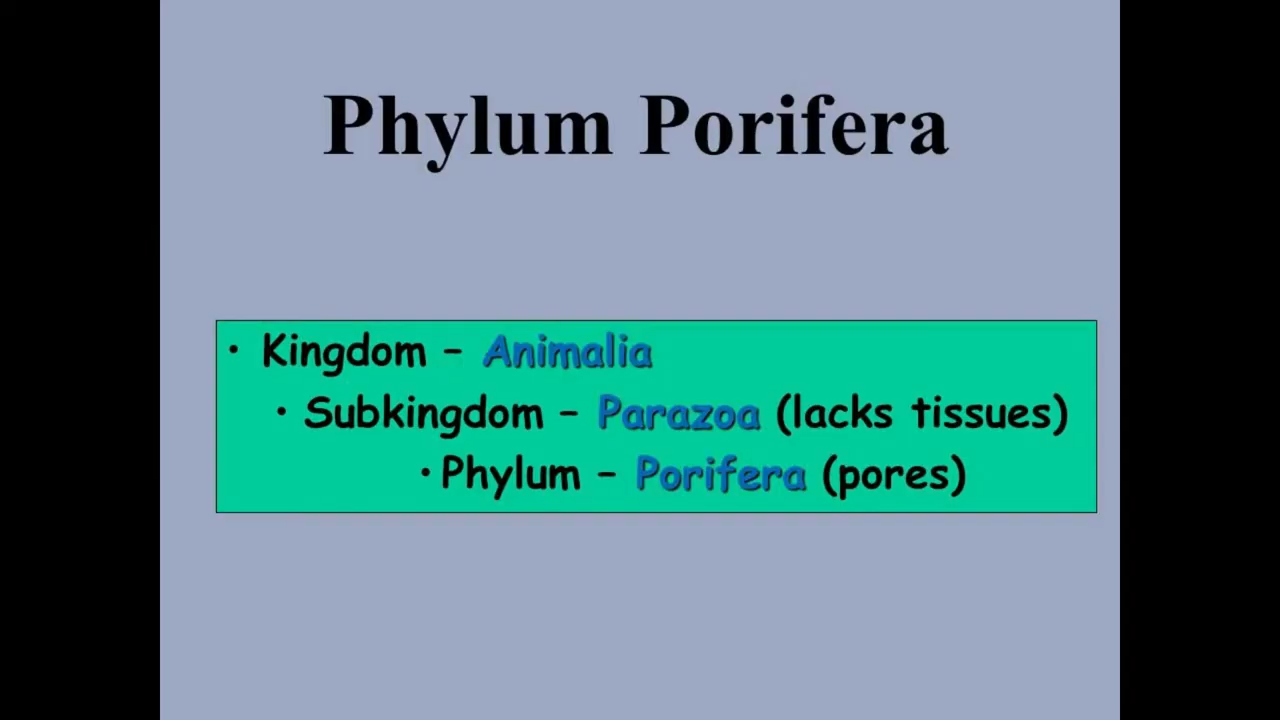 Phylum Porifera
• Kingdom – Animalia
• Subkingdom – Parazoa (lacks tissues)
• Phylum – Porifera (pores)